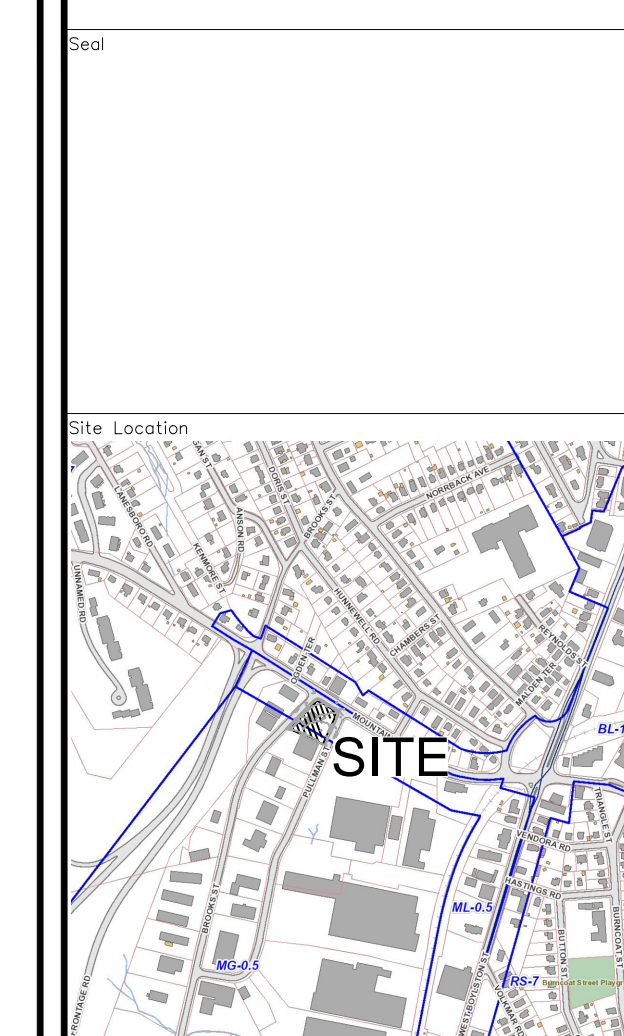 Seal
Site Location
NORRBACK AVE
DORIS ST
LANESBORO RD
BROOKS ST
ANSON RD
KENMORE ST
UNNAMED RD
HUNNEWELL RD
CHAMBERS ST
REYNOLDS ST
OGDEN TER
MALDEN TER
MOUNTAI
BL-1
SITE
PULLMAN ST
TRIANGLE ST
VENDORA RD
HASTINGS RD
BROOKS ST
ML-0.5
BURNCOAT ST
BUTTON ST
MG-0.5
WEST BOYLSTON ST
RS-7
Burncoat Street Playgr
FRONTAGE RD
VOLKMAR RD